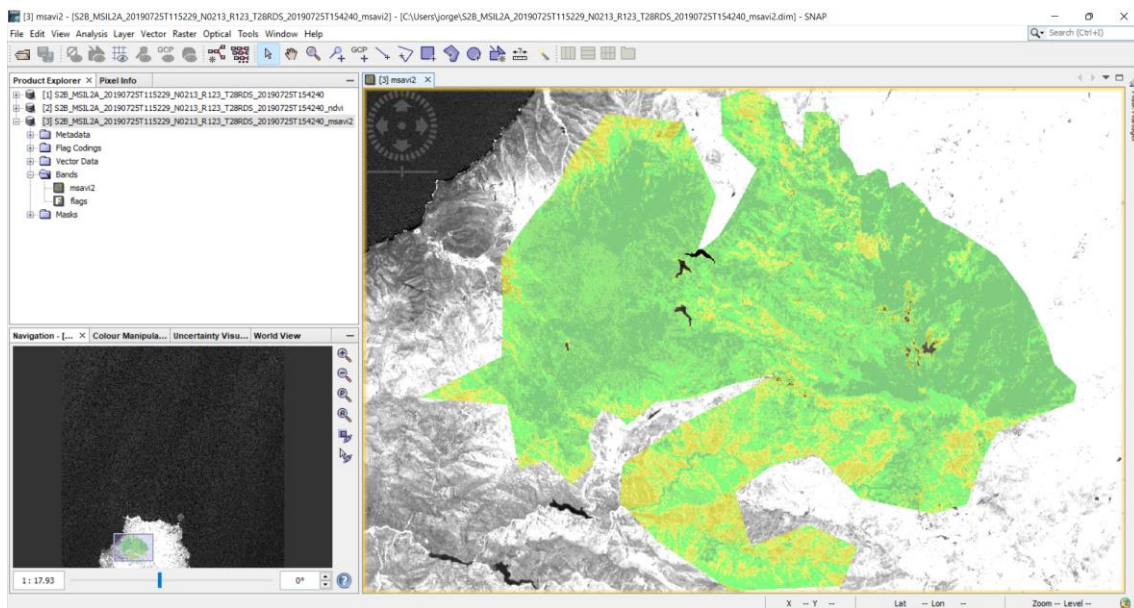 [3] msavi2 - [S2B_MSIL2A_20190725T115229_N0213_R123_T28RDS_20190725T154240_msavi2] - [C:\Users\jorge\S2B_MSIL2A_20190725T115229_N0213_R123_T28RDS_20190725T154240_msavi2.dim] - SNAP
File Edit View Analysis Layer Vector Raster Optical Tools Window Help
Search (Ctrl+I)
GCP
GCP
Product Explorer Pixel Info
[3] msavi2
[1] S2B_MSIL2A_20190725T115229_N0213_R123_T28RDS_20190725T154240
[2] S2B_MSIL2A_20190725T115229_N0213_R123_T28RDS_20190725T154240_ndvi
[3] S2B_MSIL2A_20190725T115229_N0213_R123_T28RDS_20190725T154240_msavi2
Metadata
Flag Codings
Vector Data
Bands
msavi2
flags
Masks
Navigation - [... Colour Manipula... Uncertainty Visu... World View
1 : 17.93
0°
X -- Y -- Lat -- Lon -- Zoom -- Level --